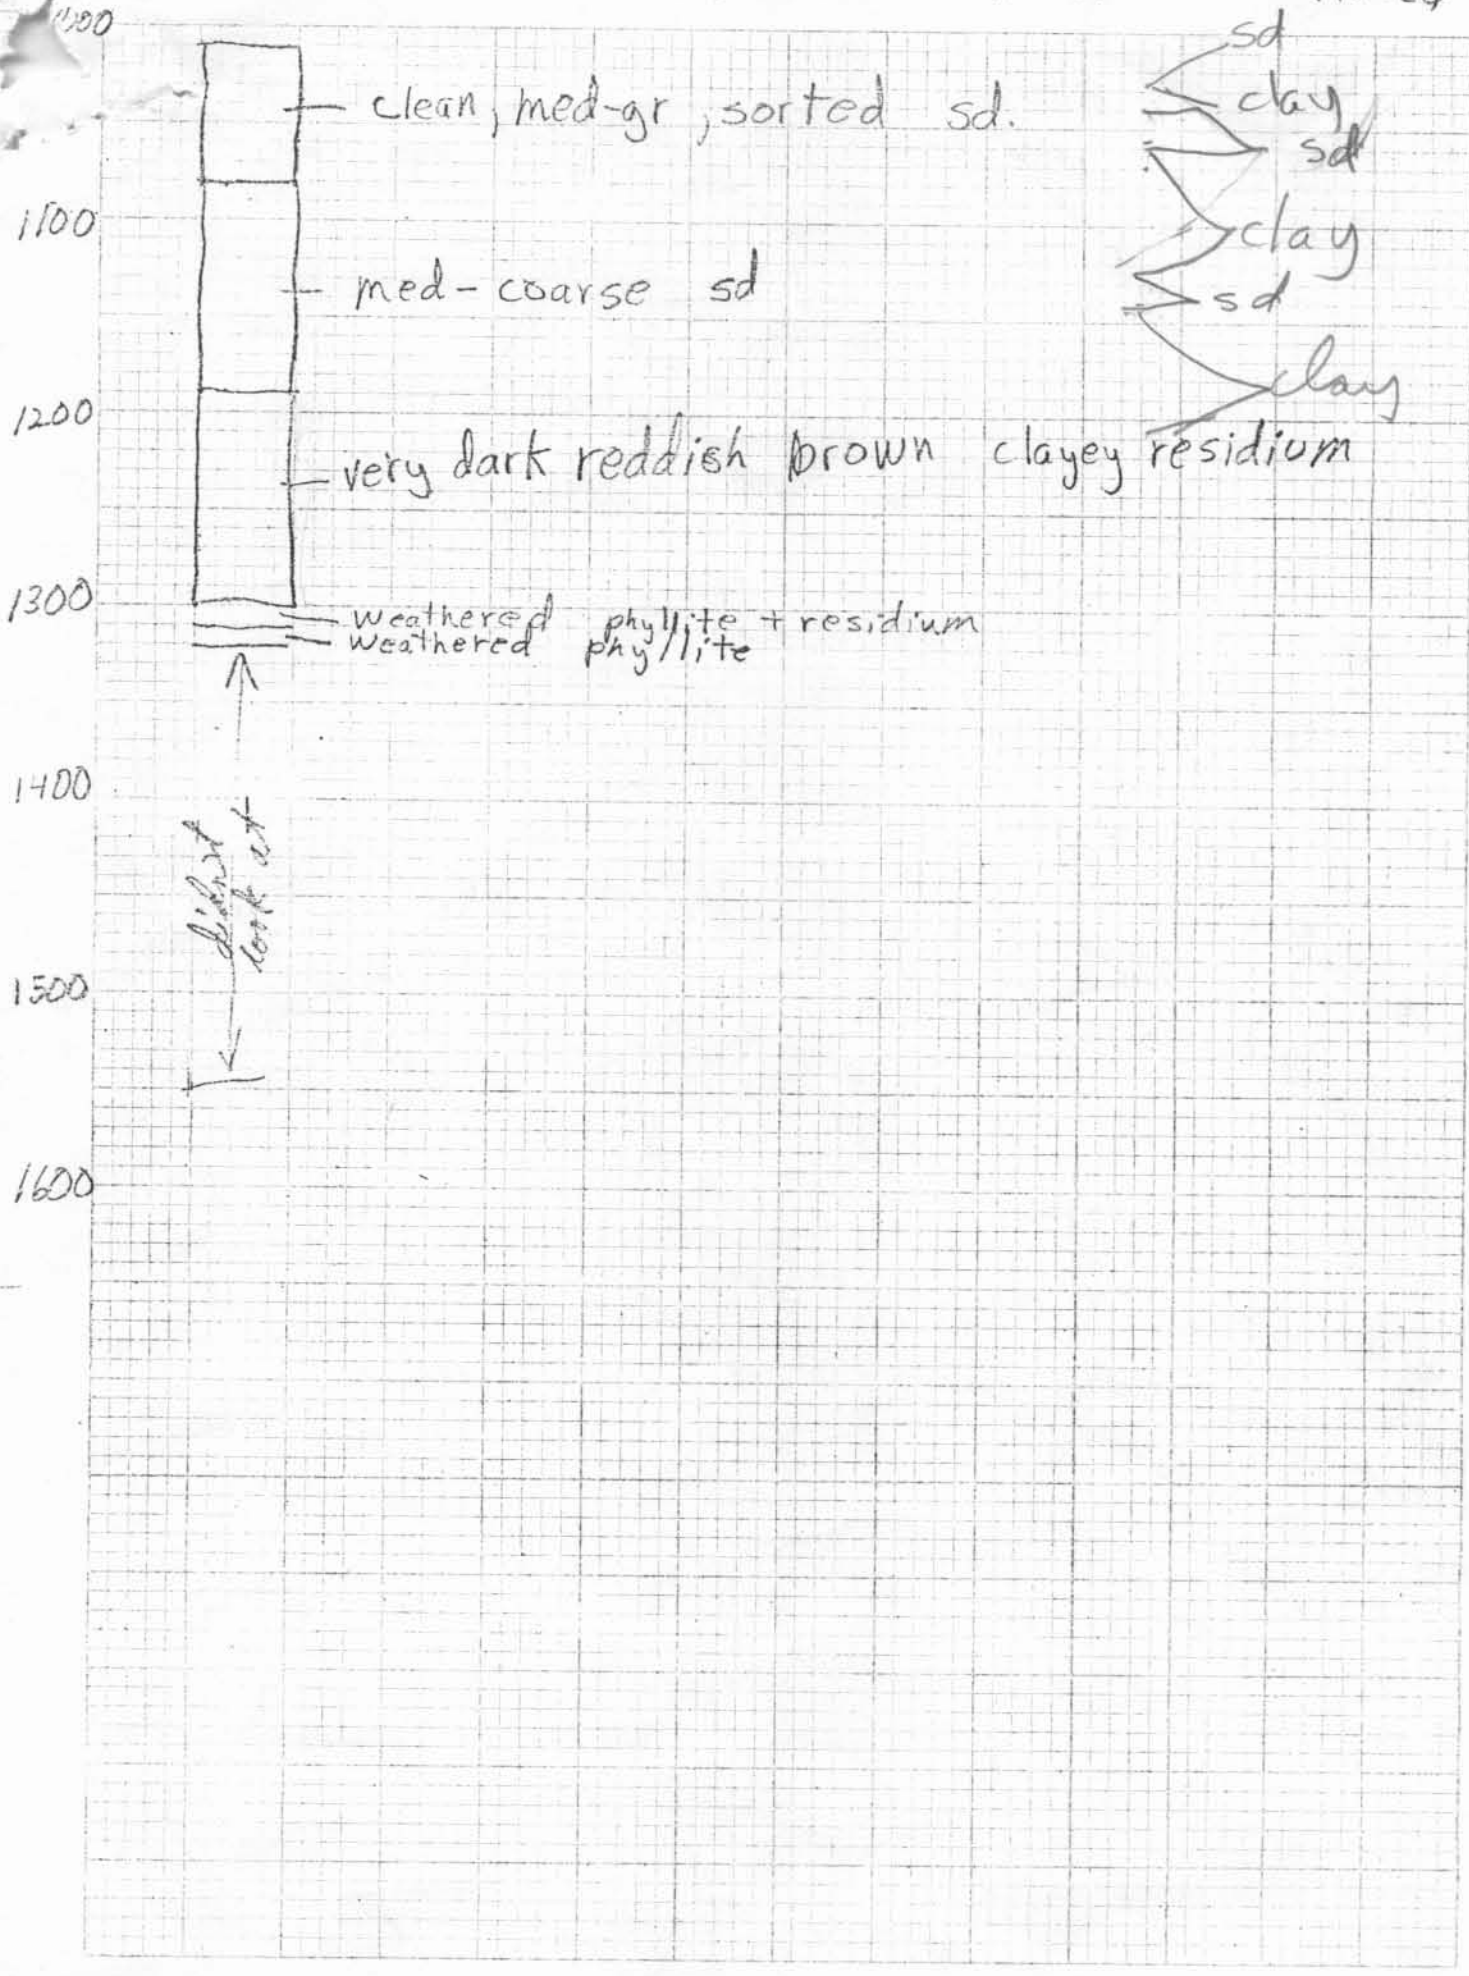 sd
clean, med-gr, sorted sd.
clay
sd
1100
clay
med-coarse sd
sd
clay
1200
very dark reddish brown clayey residium
1300
weathered phyllite + residium
weathered phyllite
1400
didn't
look at
1500
1600